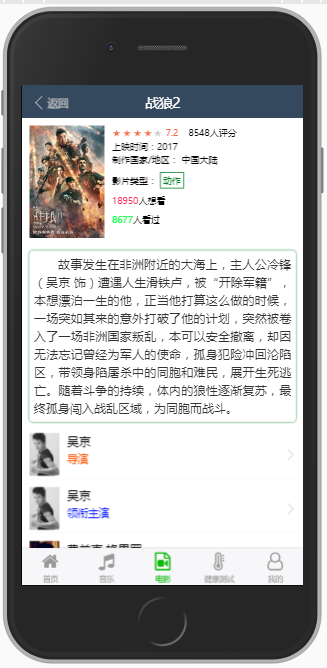 返回
战狼2
7.2 8548人评分
上映时间：2017
制作国家/地区： 中国大陆
影片类型： 动作
18950人想看
8677人看过
故事发生在非洲附近的大海上，主人公冷锋
（吴京 饰）遭遇人生滑铁卢，被“开除军籍”，
本想漂泊一生的他，正当他打算这么做的时候，
一场突如其来的意外打破了他的计划，突然被卷
入了一场非洲国家叛乱，本可以安全撤离，却因
无法忘记曾经为军人的使命，孤身犯险冲回沦陷
区，带领身陷屠杀中的同胞和难民，展开生死逃
亡。随着斗争的持续，体内的狼性逐渐复苏，最
终孤身闯入战乱区域，为同胞而战斗。
吴京
导演
吴京
领衔主演
首页 音乐 电影 健康测试 我的